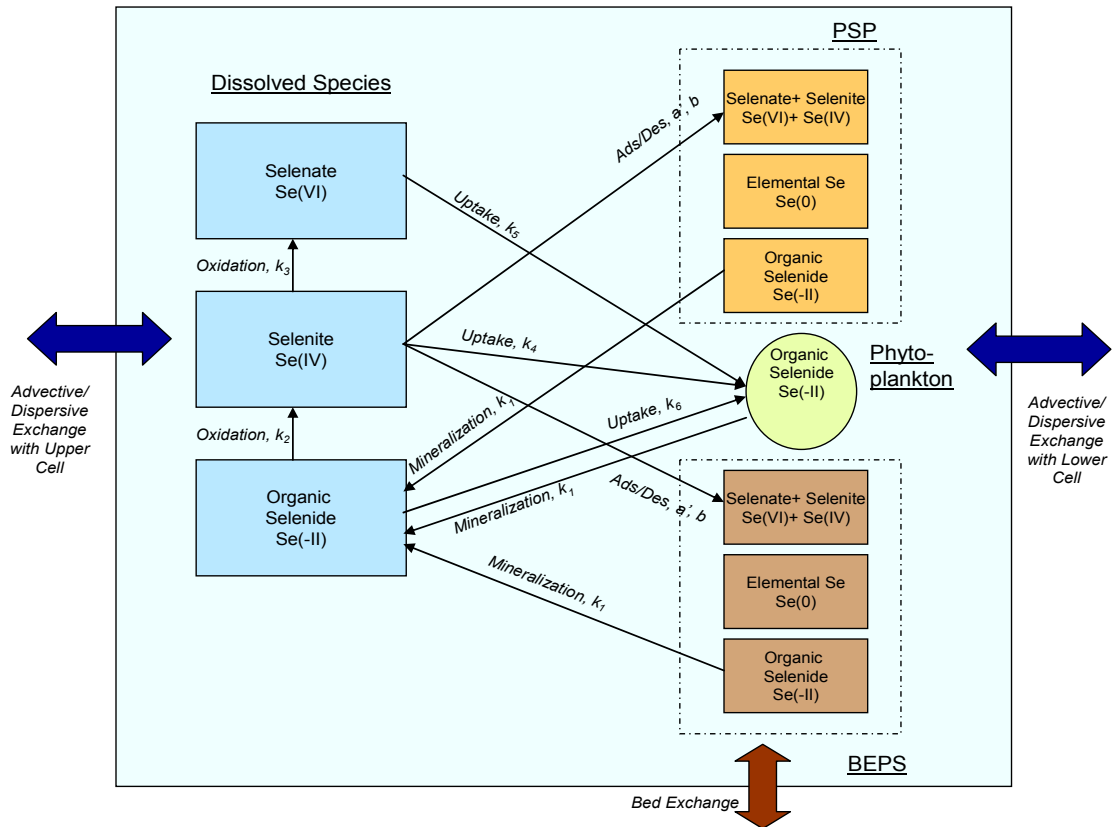 PSP
Dissolved Species
Selenate
Se(VI)
Selenate+ Selenite
Se(VI)+ Se(IV)
Ads/Des, a', b
Elemental Se
Se(0)
Uptake, k5
Organic
Selenide
Se(-II)
Oxidation, k3
Selenite
Se(IV)
Uptake, k4
Organic
Selenide
Se(-II)
Phyto-
plankton
Advective/
Dispersive
Exchange
with Upper
Cell
Advective/
Dispersive
Exchange
with Lower
Cell
Mineralization, k1
Uptake, k6
Oxidation, k2
Organic
Selenide
Se(-II)
Mineralization, k1
Ads/Des, a', b
Selenate+ Selenite
Se(VI)+ Se(IV)
Mineralization, k1
Elemental Se
Se(0)
Organic
Selenide
Se(-II)
BEPS
Bed Exchange